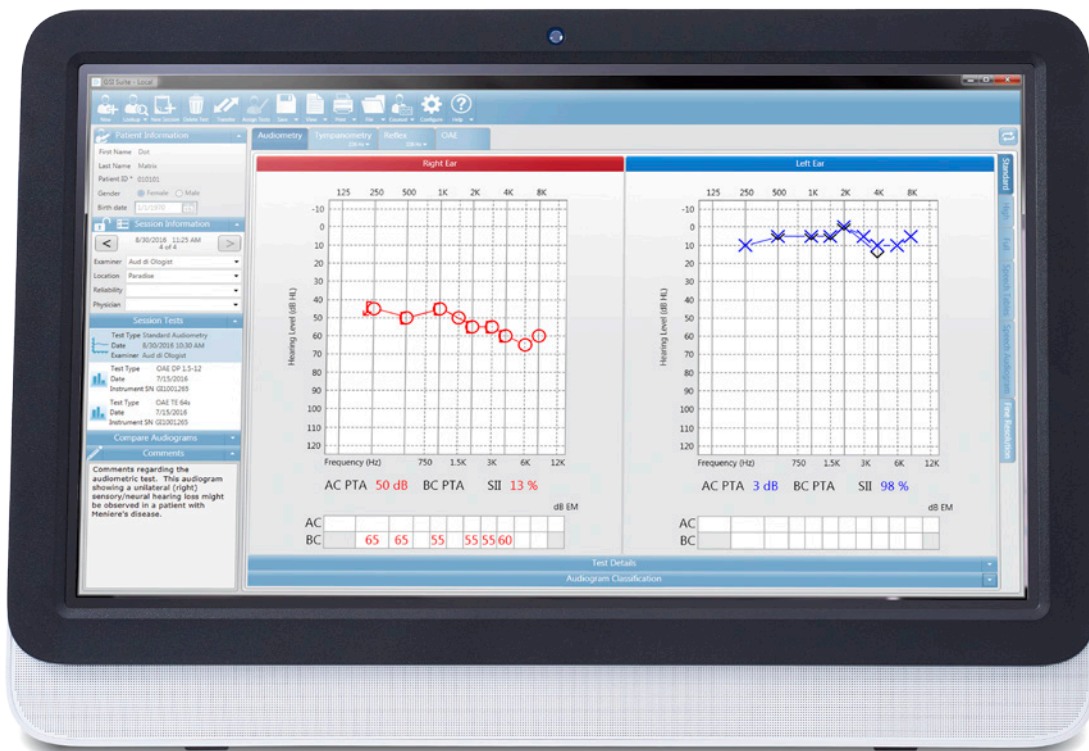 GSI Suite - Local
New Lookup New Session Delete Test Transfer Assign Tests Save View Print File Counsel Configure Help
Patient Information
First Name Dot
Last Name Matrix
Patient ID * 010101
Gender Female Male
Birth date 1/1/1970
Session Information
< 8/30/2016 11:25 AM >
4 of 4
Examiner Aud di Ologist
Location Paradise
Reliability
Physician
Session Tests
Test Type Standard Audiometry
Date 8/30/2016 10:30 AM
Examiner Aud di Ologist
Test Type OAE DP 1.5-12
Date 7/15/2016
Instrument SN GI1001265
Test Type OAE TE 64s
Date 7/15/2016
Instrument SN GI1001265
Compare Audiograms
Comments
Comments regarding the
audiometric test. This audiogram
showing a unilateral (right)
sensory/neural hearing loss might
be observed in a patient with
Meniere's disease.
Audiometry Tympanometry Reflex OAE
226 Hz 226 Hz
Right Ear
125 250 500 1K 2K 4K 8K
Hearing Level (dB HL)
-10
0
10
20
30
40
50
60
70
80
90
100
110
120
Frequency (Hz) 750 1.5K 3K 6K 12K
AC PTA 50 dB BC PTA SII 13 %
dB EM
AC
BC 65 65 55 55 55 60
Left Ear
125 250 500 1K 2K 4K 8K
Hearing Level (dB HL)
-10
0
10
20
30
40
50
60
70
80
90
100
110
120
Frequency (Hz) 750 1.5K 3K 6K 12K
AC PTA 3 dB BC PTA SII 98 %
dB EM
AC
BC
Test Details
Audiogram Classification
Standard
High
Full
Speech Tables
Speech Audiogram
Fine Resolution